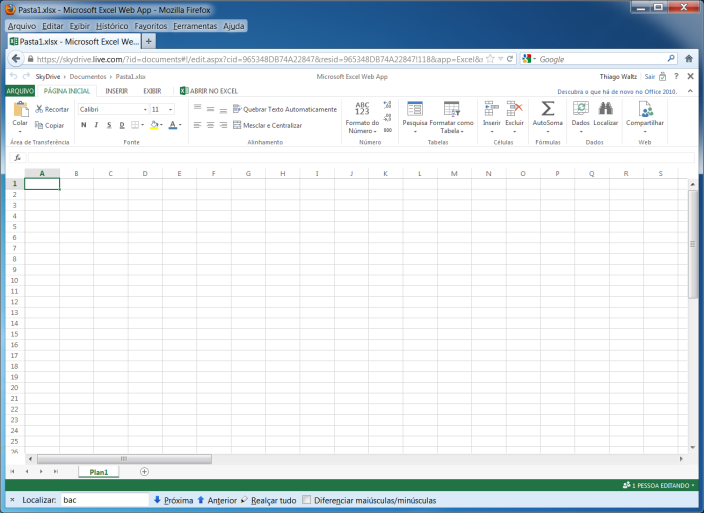 Pasta1.xlsx - Microsoft Excel Web App - Mozilla Firefox
Arquivo Editar Exibir Histórico Favoritos Ferramentas Ajuda
Pasta1.xlsx - Microsoft Excel We... +
https://skydrive.live.com/?id=documents#!/edit.aspx?cid=965348DB74A22847&resid=965348DB74A22847!118&app=Excel&n Google
SkyDrive › Documentos › Pasta1.xlsx Microsoft Excel Web App Thiago Waltz Sair ? ×
ARQUIVO PÁGINA INICIAL INSERIR EXIBIR ABRIR NO EXCEL Descubra o que há de novo no Office 2010.
Colar Recortar Copiar Calibri 11 N I S D A Quebrar Texto Automaticamente Mesclar e Centralizar ABC 123 Formato do Número Pesquisa Formatar como Tabela Inserir Excluir AutoSoma Dados Localizar Compartilhar
Área de Transferência Fonte Alinhamento Número Tabelas Células Fórmulas Dados Web
fx
A B C D E F G H I J K L M N O P Q R S
1
2
3
4
5
6
7
8
9
10
11
12
13
14
15
16
17
18
19
20
21
22
23
24
25
26
Plan1
1 PESSOA EDITANDO
× Localizar: bac Próxima Anterior Realçar tudo Diferenciar maiúsculas/minúsculas